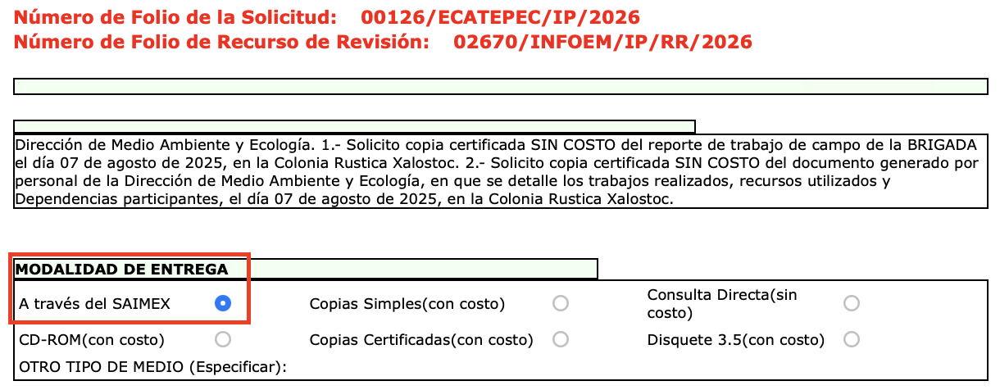 Número de Folio de la Solicitud: 00126/ECATEPEC/IP/2026
Número de Folio de Recurso de Revisión: 02670/INFOEM/IP/RR/2026
Dirección de Medio Ambiente y Ecología. 1.- Solicito copia certificada SIN COSTO del reporte de trabajo de campo de la BRIGADA
el día 07 de agosto de 2025, en la Colonia Rustica Xalostoc. 2.- Solicito copia certificada SIN COSTO del documento generado por
personal de la Dirección de Medio Ambiente y Ecología, en que se detalle los trabajos realizados, recursos utilizados y
Dependencias participantes, el día 07 de agosto de 2025, en la Colonia Rustica Xalostoc.
MODALIDAD DE ENTREGA
A través del SAIMEX
Copias Simples(con costo)
Consulta Directa(sin
costo)
CD-ROM(con costo)
Copias Certificadas(con costo)
Disquete 3.5(con costo)
OTRO TIPO DE MEDIO (Especificar):